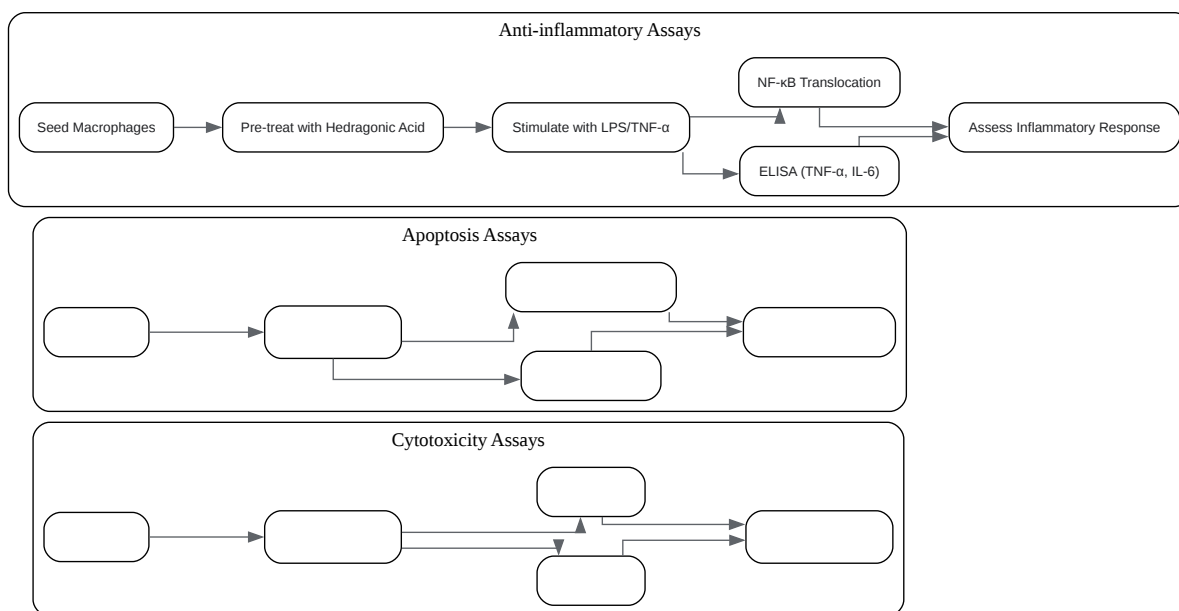 Anti-inflammatory Assays
NF-κB Translocation
Seed Macrophages
Pre-treat with Hedragonic Acid
Stimulate with LPS/TNF-α
Assess Inflammatory Response
ELISA (TNF-α, IL-6)
Apoptosis Assays
Cytotoxicity Assays